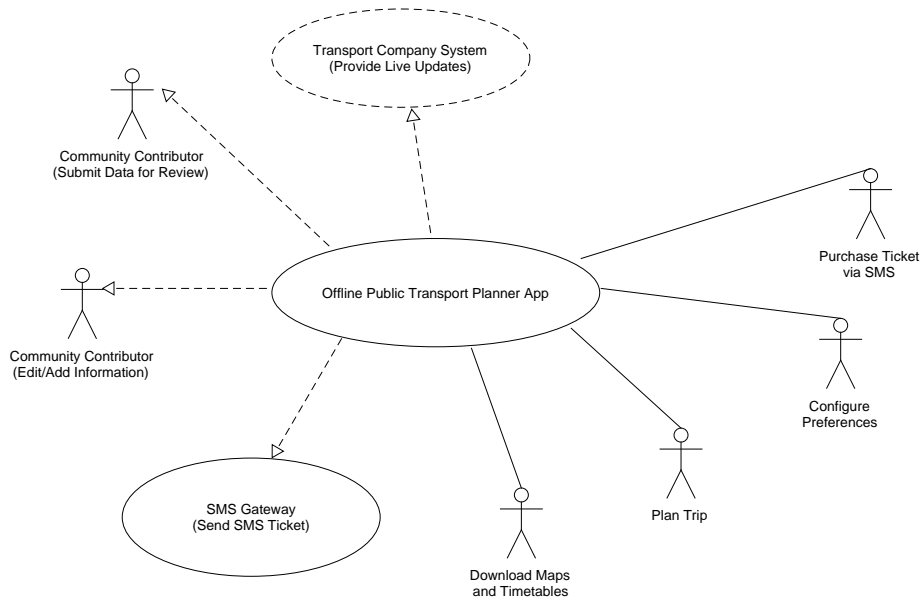 Transport Company System
(Provide Live Updates)
Community Contributor
(Submit Data for Review)
Purchase Ticket
via SMS
Offline Public Transport Planner App
Community Contributor
(Edit/Add Information)
Configure
Preferences
SMS Gateway
(Send SMS Ticket)
Plan Trip
Download Maps
and Timetables